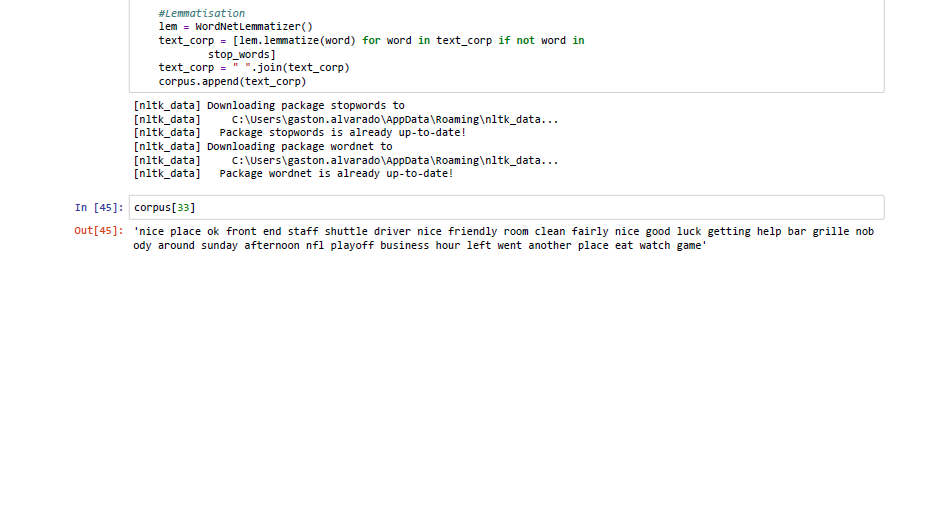 #Lemmatisation
lem = WordNetLemmatizer()
text_corp = [lem.lemmatize(word) for word in text_corp if not word in
stop_words]
text_corp = " ".join(text_corp)
corpus.append(text_corp)
[nltk_data] Downloading package stopwords to
[nltk_data]     C:\Users\gaston.alvarado\AppData\Roaming\nltk_data...
[nltk_data]   Package stopwords is already up-to-date!
[nltk_data] Downloading package wordnet to
[nltk_data]     C:\Users\gaston.alvarado\AppData\Roaming\nltk_data...
[nltk_data]   Package wordnet is already up-to-date!
In [45]: corpus[33]
Out[45]: 'nice place ok front end staff shuttle driver nice friendly room clean fairly nice good luck getting help bar grille nob
ody around sunday afternoon nfl playoff business hour left went another place eat watch game'